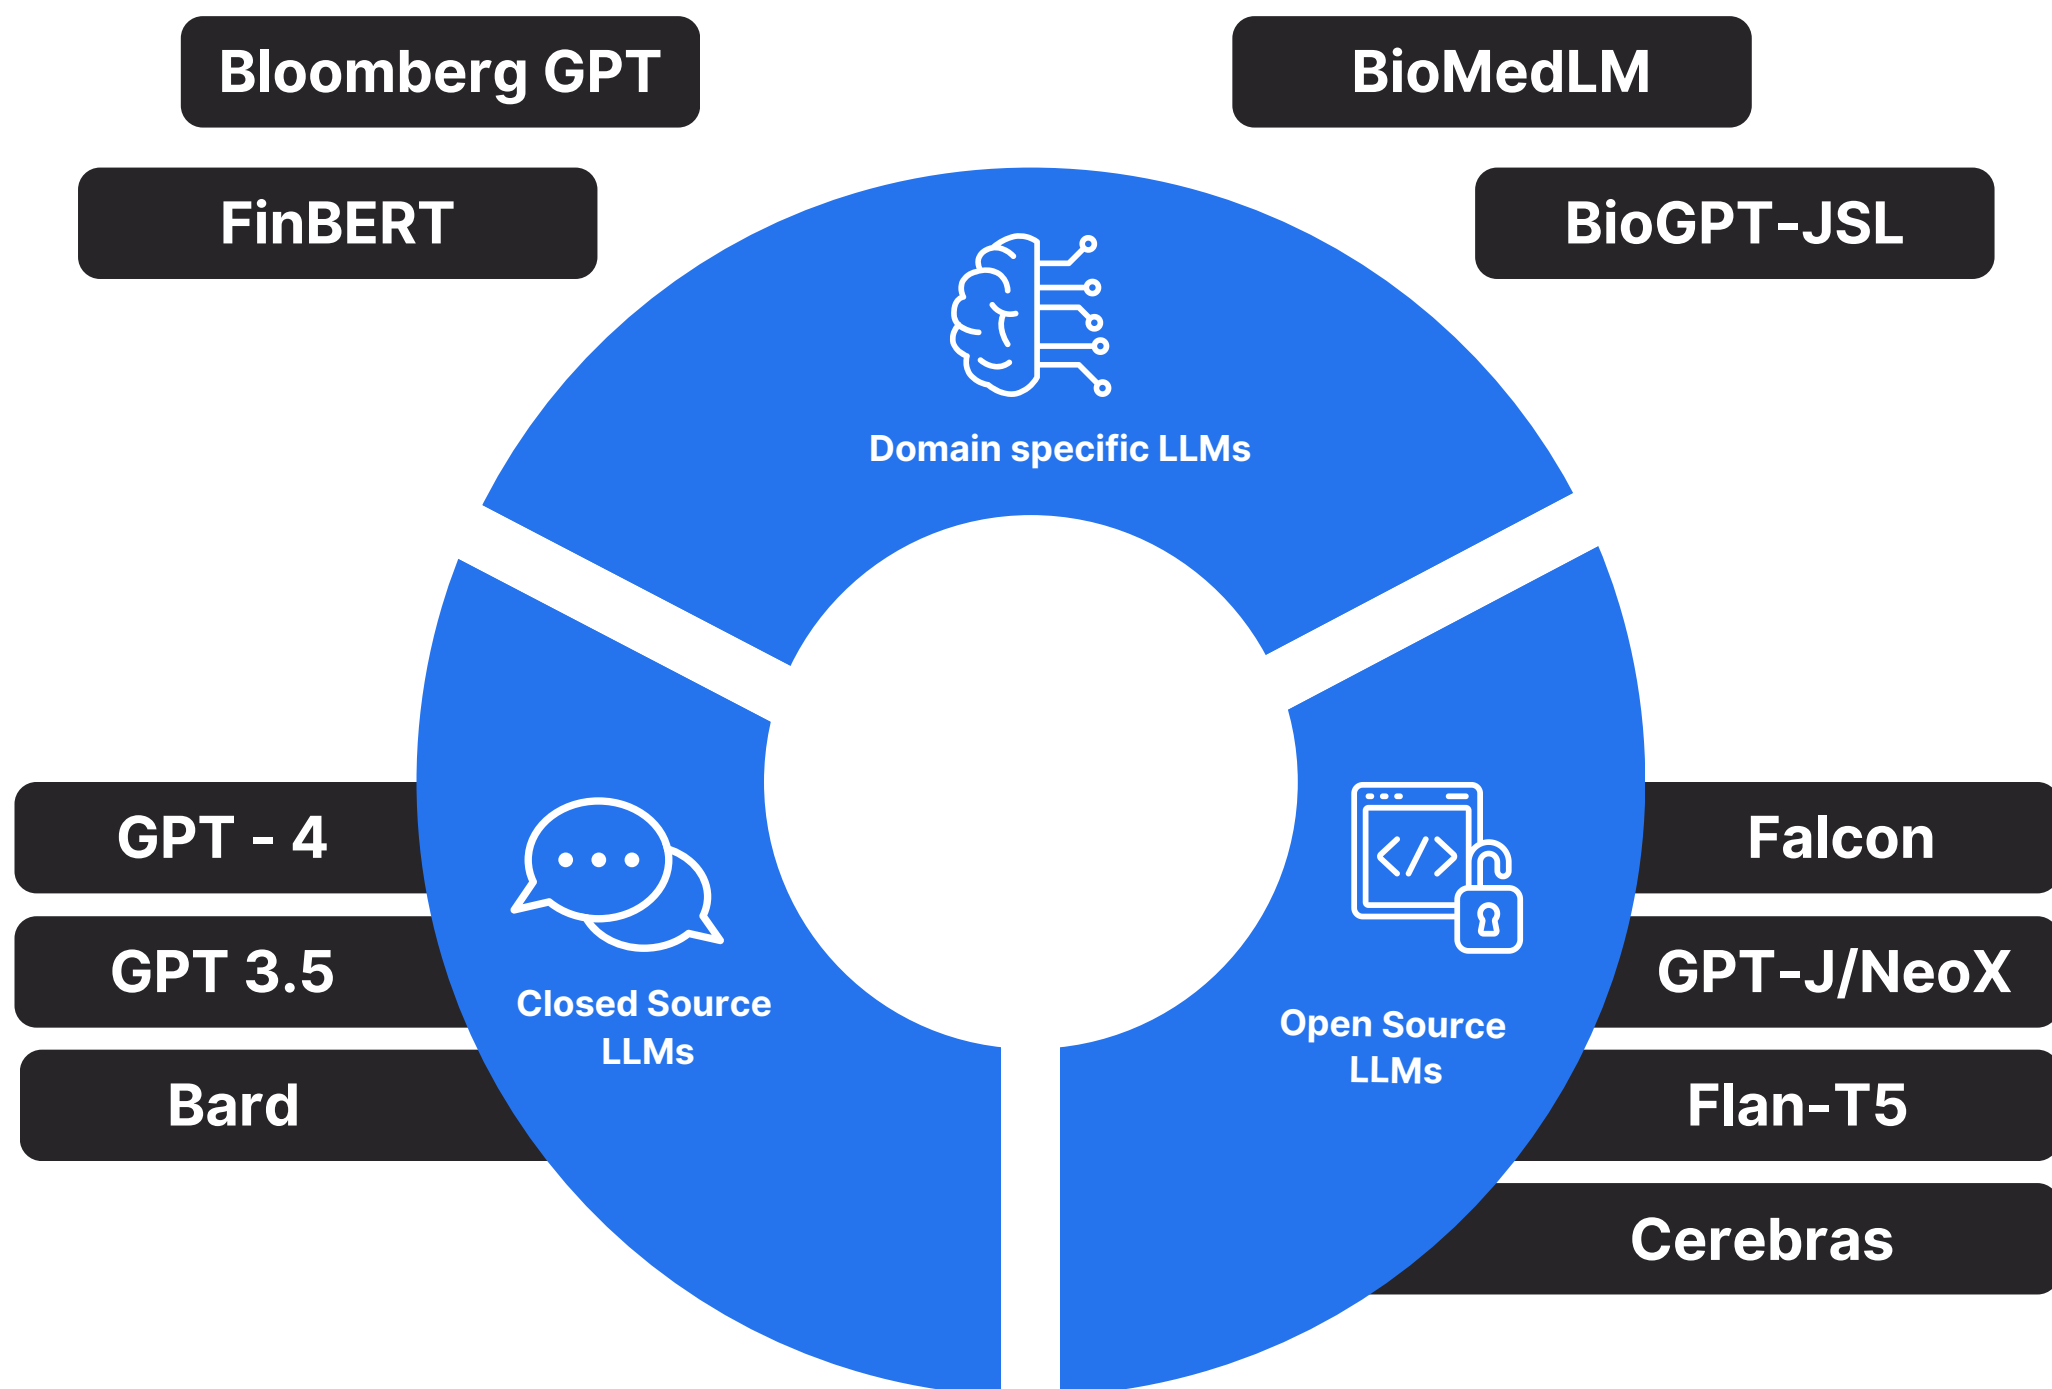 Bloomberg GPT
BioMedLM
FinBERT
BioGPT-JSL
Domain specific LLMs
GPT - 4
GPT 3.5
Bard
Closed Source
LLMs
Falcon
GPT-J/NeoX
Flan-T5
Cerebras
Open Source
LLMs